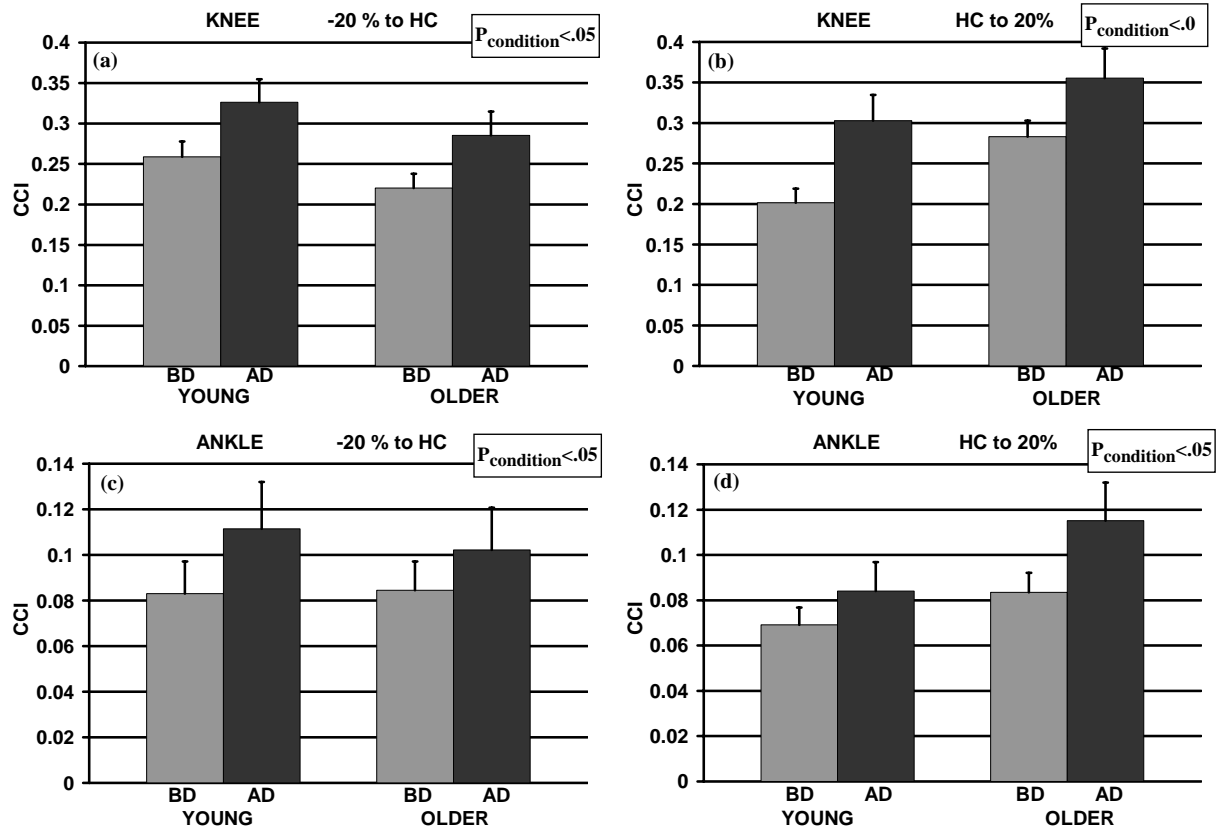 KNEE -20 % to HC
Pcondition<.05
(a)
0.4
0.35
0.3
0.25
0.2
0.15
0.1
0.05
0
CCI
BD AD BD AD
YOUNG OLDER
KNEE HC to 20%
Pcondition<.0
(b)
0.4
0.35
0.3
0.25
0.2
0.15
0.1
0.05
0
CCI
BD AD BD AD
YOUNG OLDER
ANKLE -20 % to HC
Pcondition<.05
(c)
0.14
0.12
0.1
0.08
0.06
0.04
0.02
0
CCI
BD AD BD AD
YOUNG OLDER
ANKLE HC to 20%
Pcondition<.05
(d)
0.14
0.12
0.1
0.08
0.06
0.04
0.02
0
CCI
BD AD BD AD
YOUNG OLDER